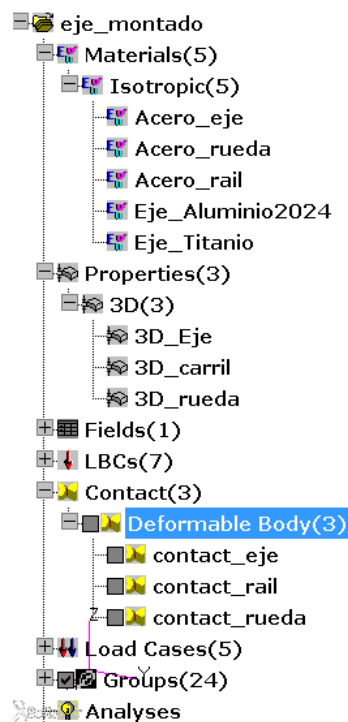 eje_montado
Materials(5)
Isotropic(5)
Acero_eje
Acero_rueda
Acero_rail
Eje_Aluminio2024
Eje_Titanio
Properties(3)
3D(3)
3D_Eje
3D_carril
3D_rueda
Fields(1)
LBCs(7)
Contact(3)
Deformable Body(3)
contact_eje
contact_rail
Z contact_rueda
Load Cases(5)
Y
Groups(24)
Analyses